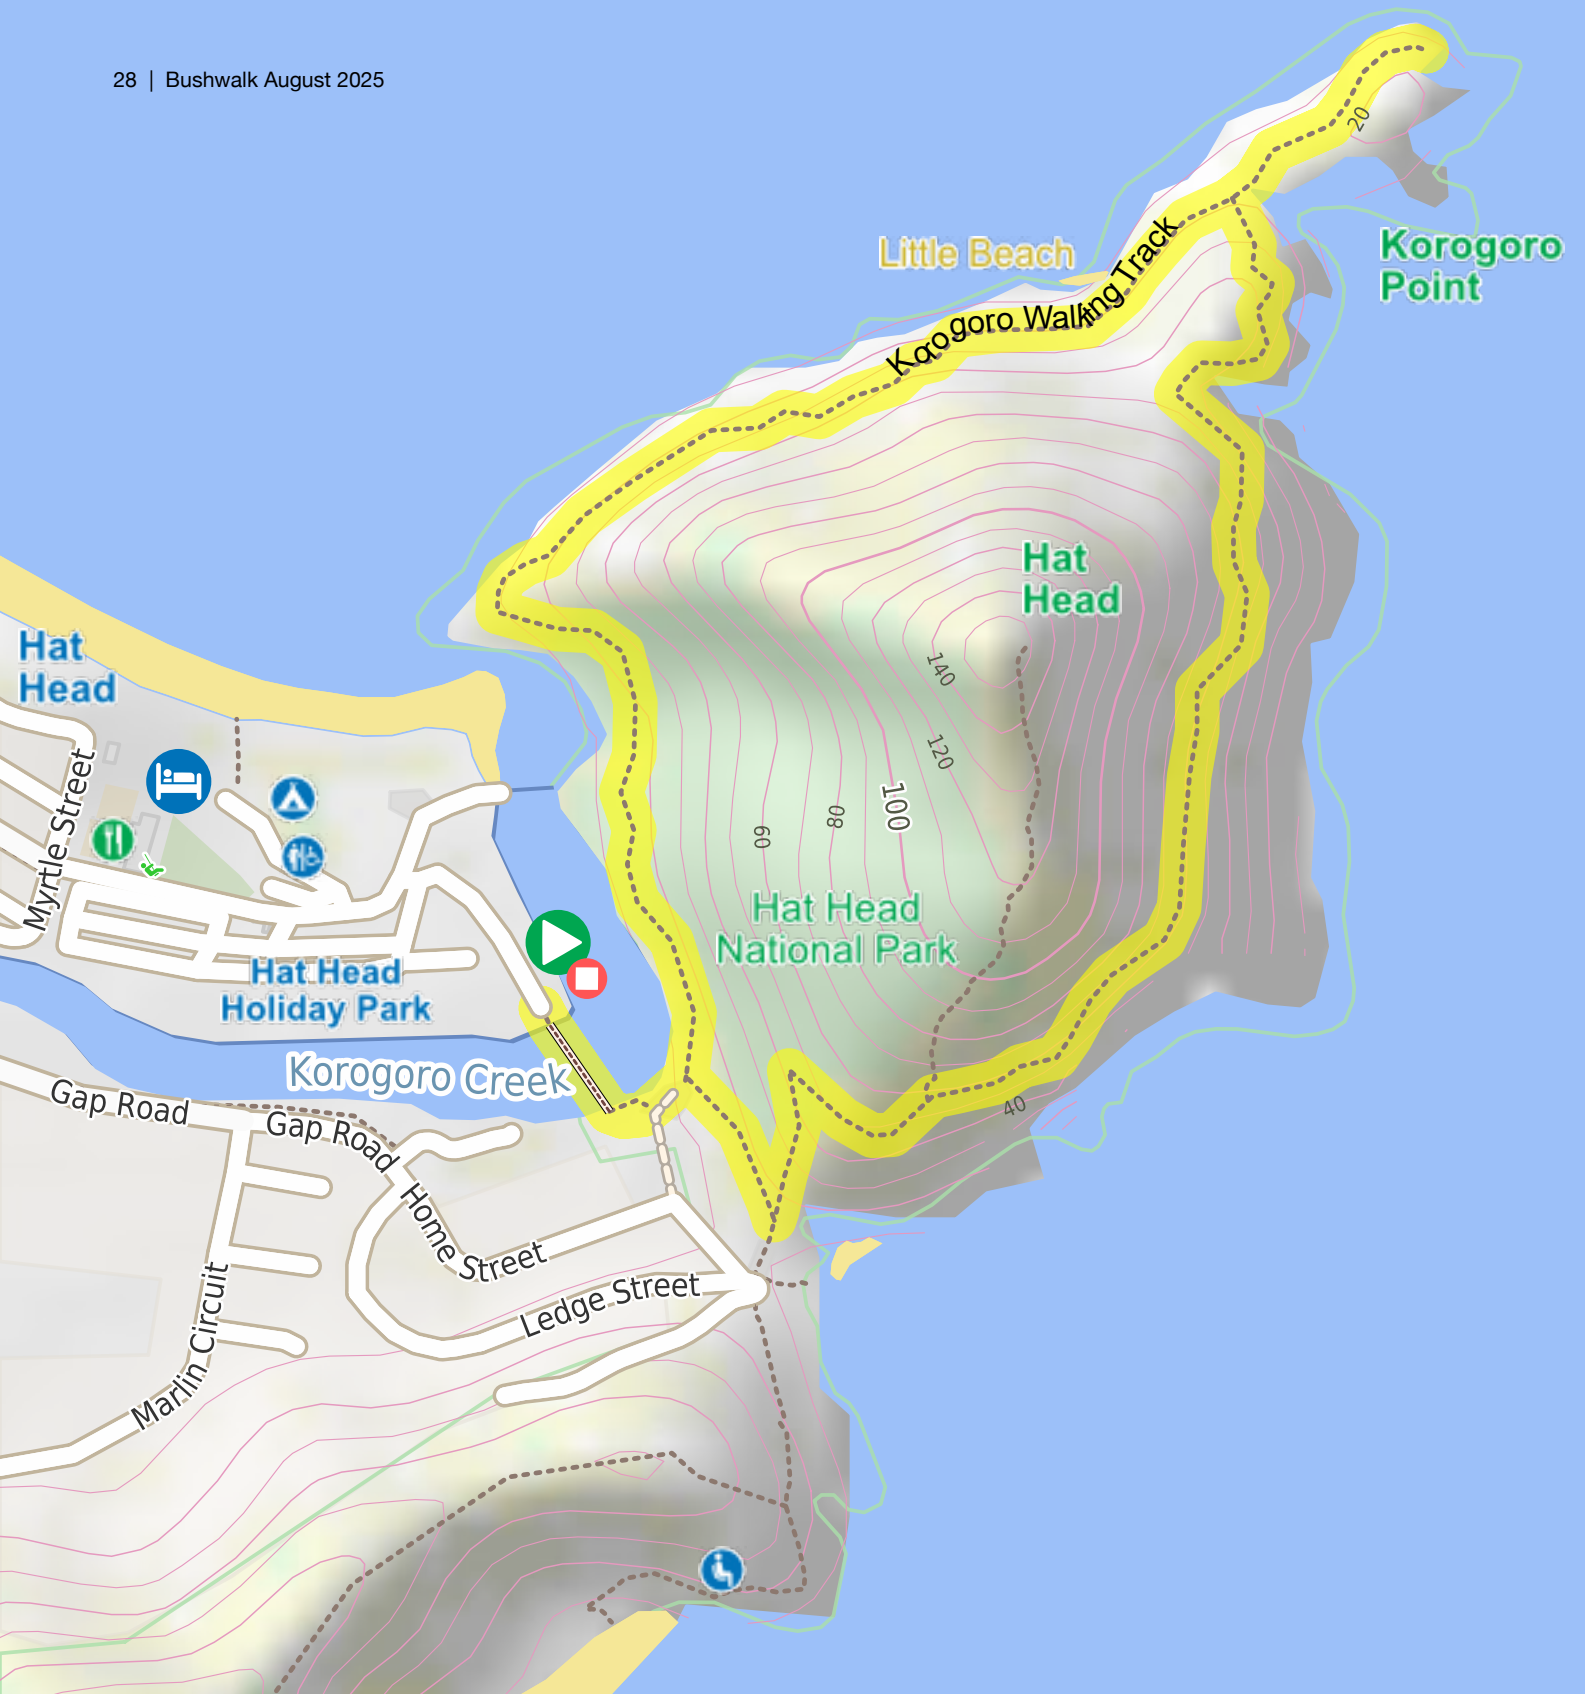 28 | Bushwalk August 2025
20
Korogoro
Point
Little Beach
Korogoro Walking Track
Hat
Head
Hat
Head
140
120
100
80
60
Myrtle Street
Hat Head
National Park
Hat Head
Holiday Park
Korogoro Creek
40
Gap Road
Gap Road
Home Street
Ledge Street
Marlin Circuit